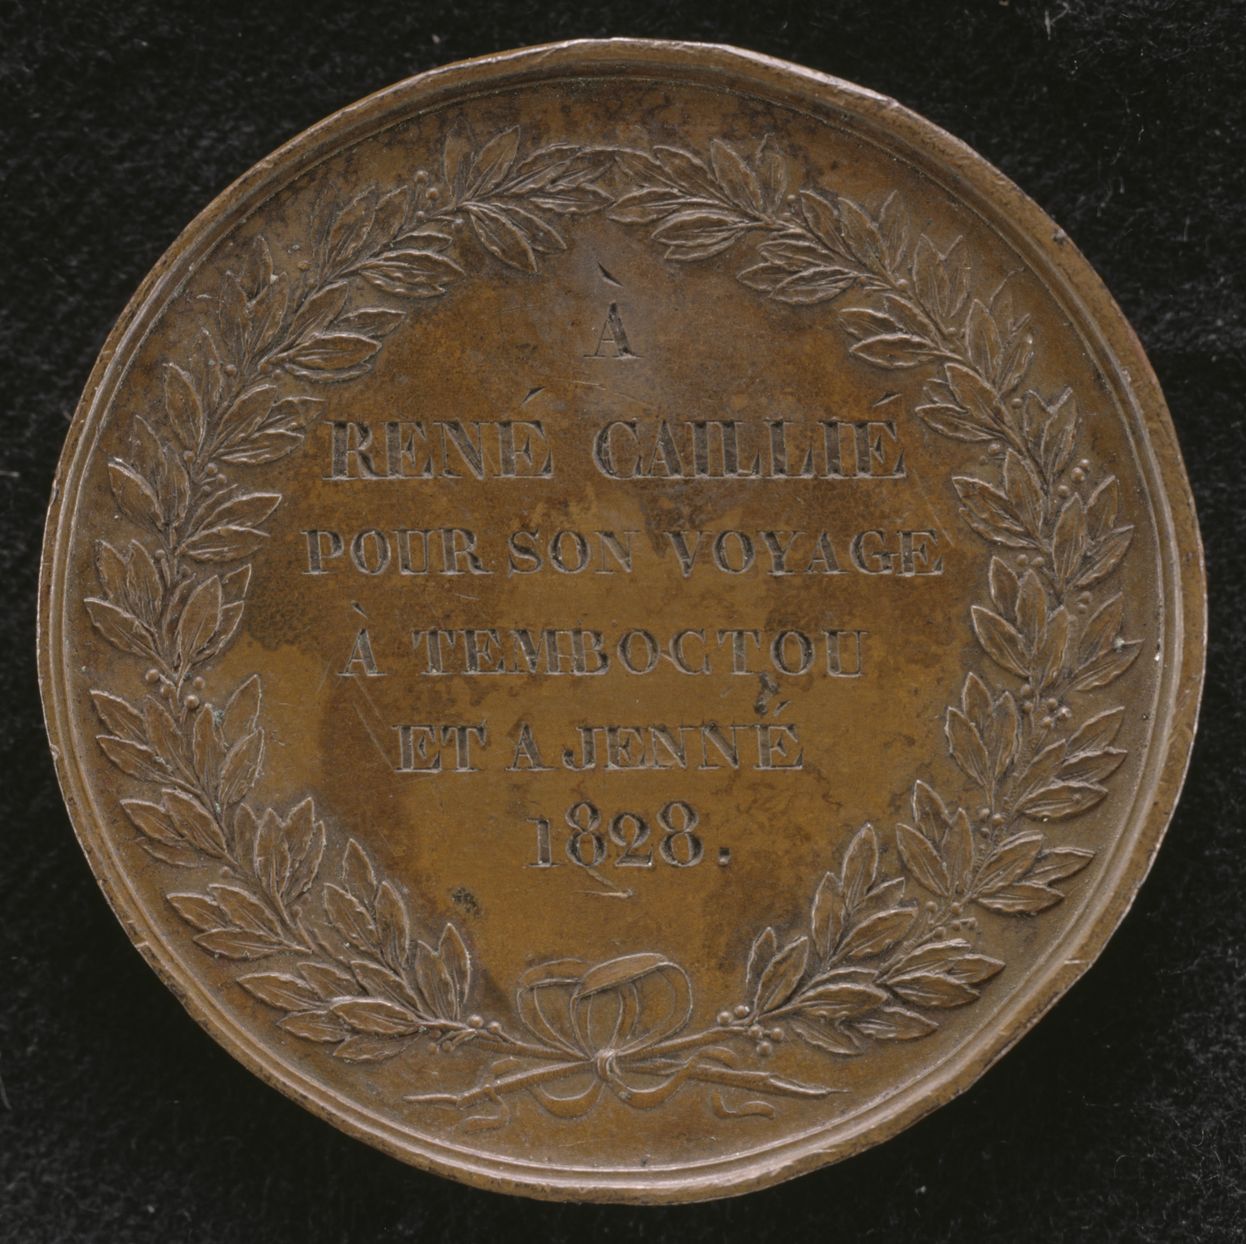 À
RENÉ CAILLIÉ
POUR SON VOYAGE
À TEMBOCTOU
ET A JENNÉ
1828.